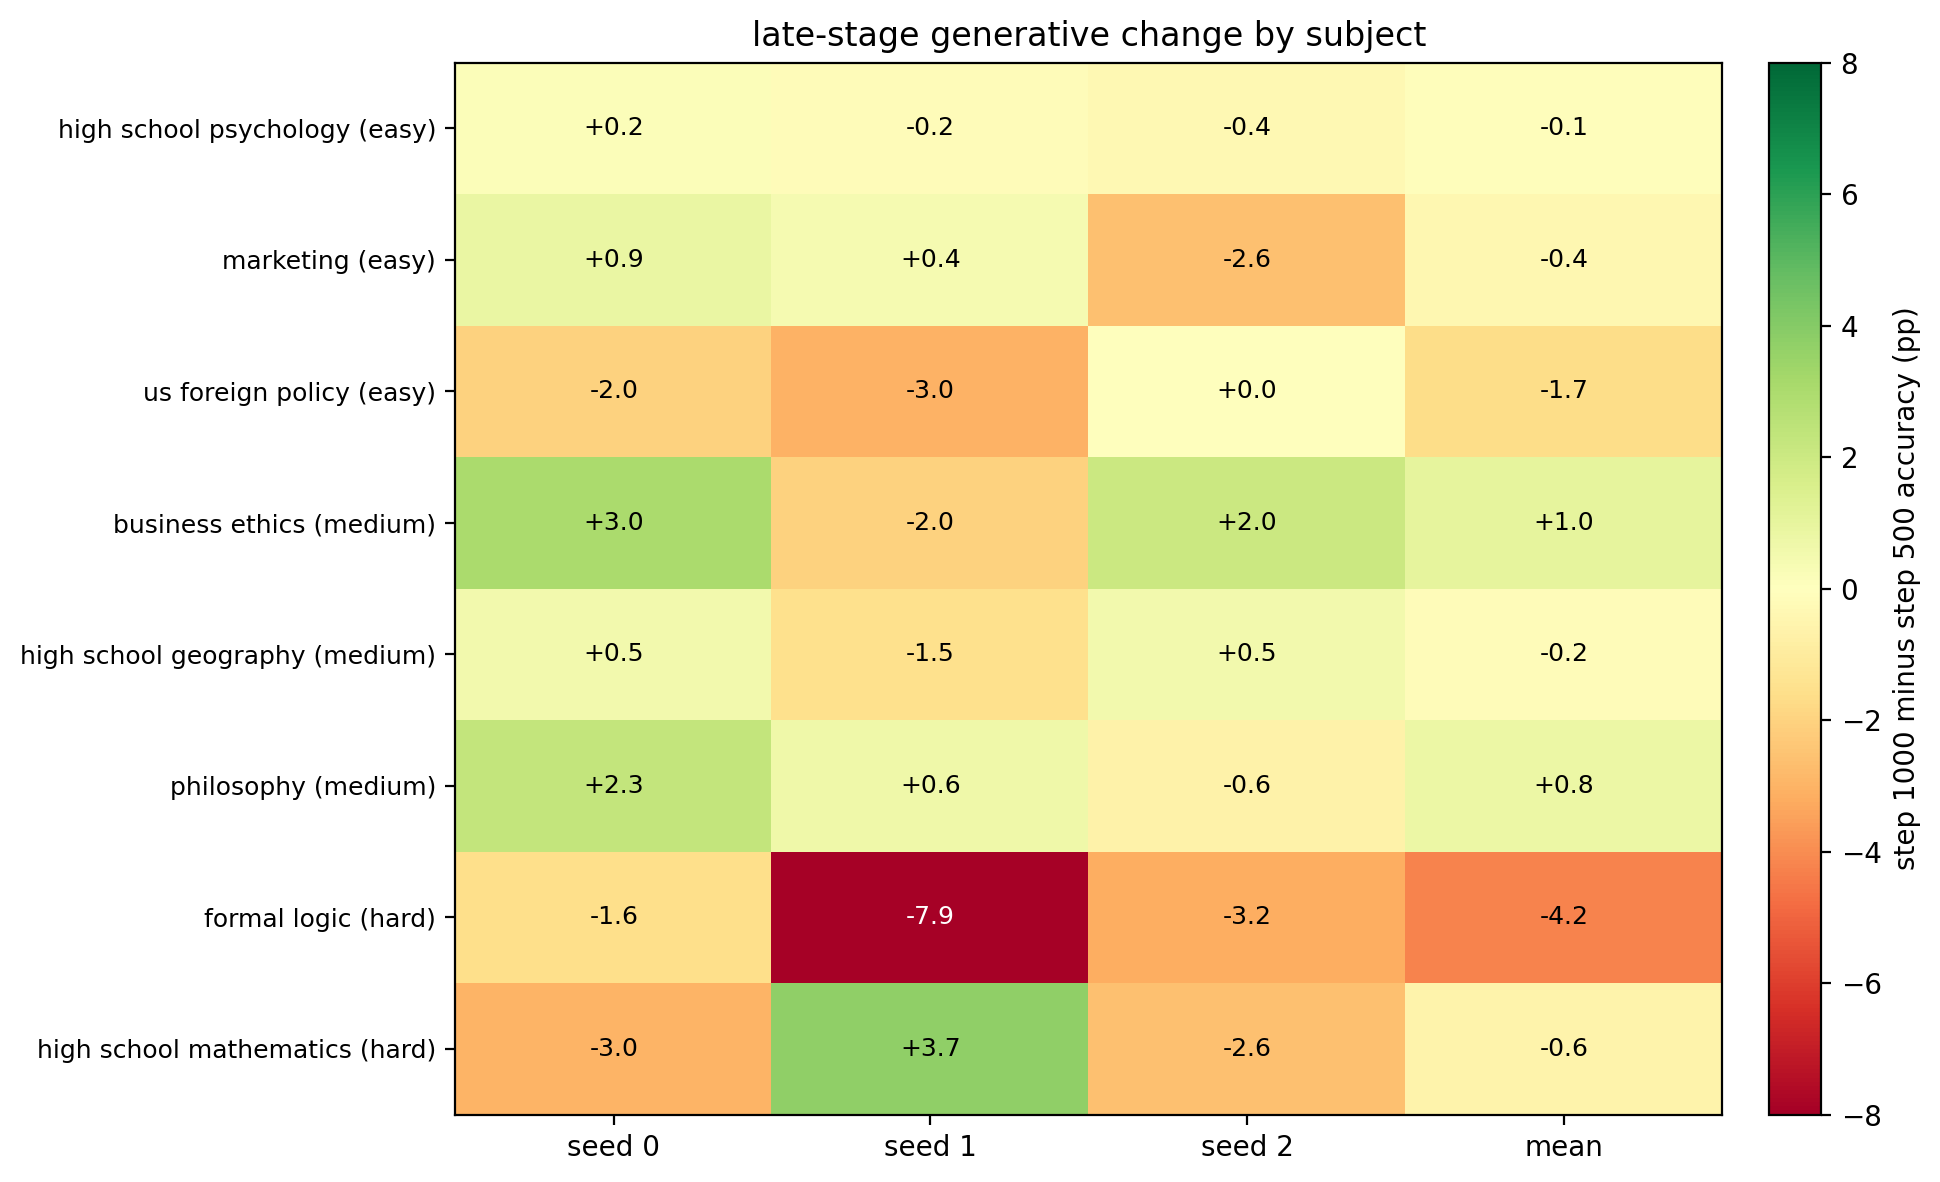 late-stage generative change by subject
high school psychology (easy) +0.2 -0.2 -0.4 -0.1
marketing (easy) +0.9 +0.4 -2.6 -0.4
us foreign policy (easy) -2.0 -3.0 +0.0 -1.7
business ethics (medium) +3.0 -2.0 +2.0 +1.0
high school geography (medium) +0.5 -1.5 +0.5 -0.2
philosophy (medium) +2.3 +0.6 -0.6 +0.8
formal logic (hard) -1.6 -7.9 -3.2 -4.2
high school mathematics (hard) -3.0 +3.7 -2.6 -0.6
seed 0 seed 1 seed 2 mean
8
6
4
2
0
−2
−4
−6
−8
step 1000 minus step 500 accuracy (pp)